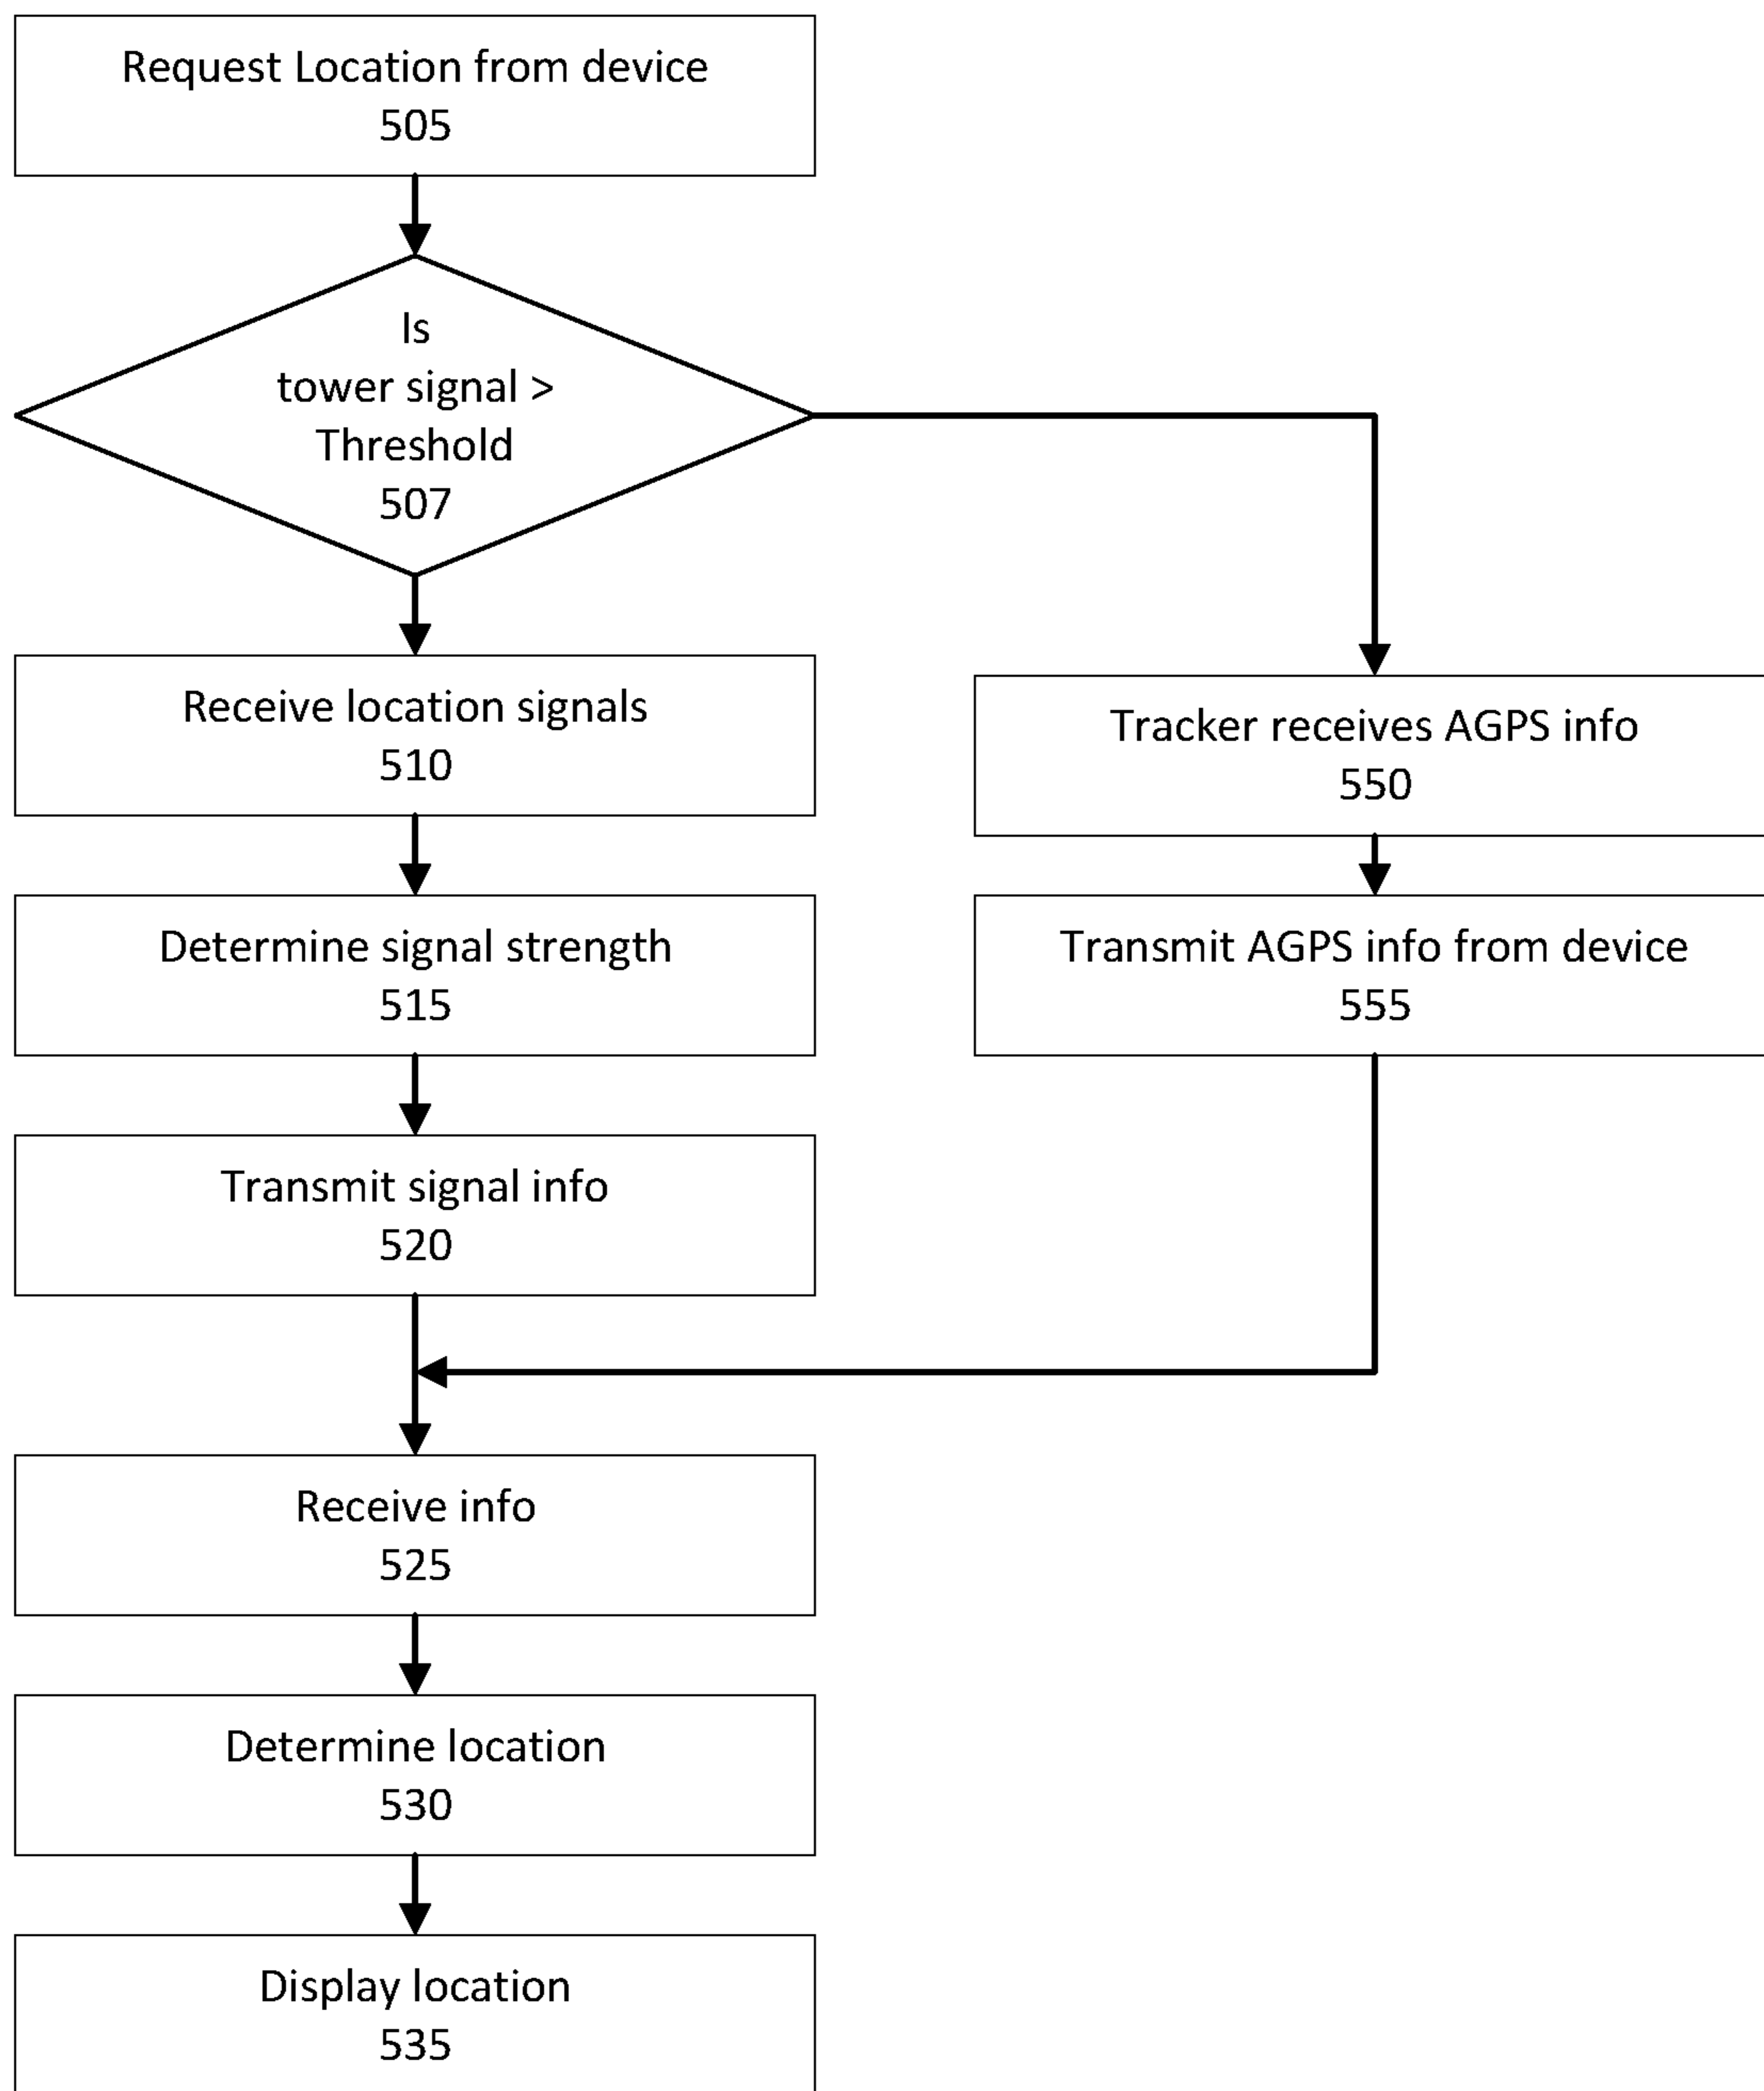 Request Location from device
505
Is
tower signal >
Threshold
507
Receive location signals
510
Tracker receives AGPS info
550
Determine signal strength
515
Transmit AGPS info from device
555
Transmit signal info
520
Receive info
525
Determine location
530
Display location
535